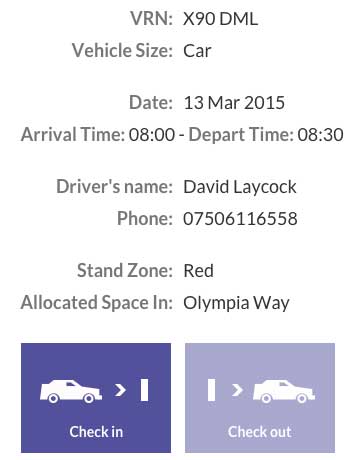 VRN: X90 DML
Vehicle Size: Car
Date: 13 Mar 2015
Arrival Time: 08:00 - Depart Time: 08:30
Driver's name: David Laycock
Phone: 07506116558
Stand Zone: Red
Allocated Space In: Olympia Way
Check in Check out